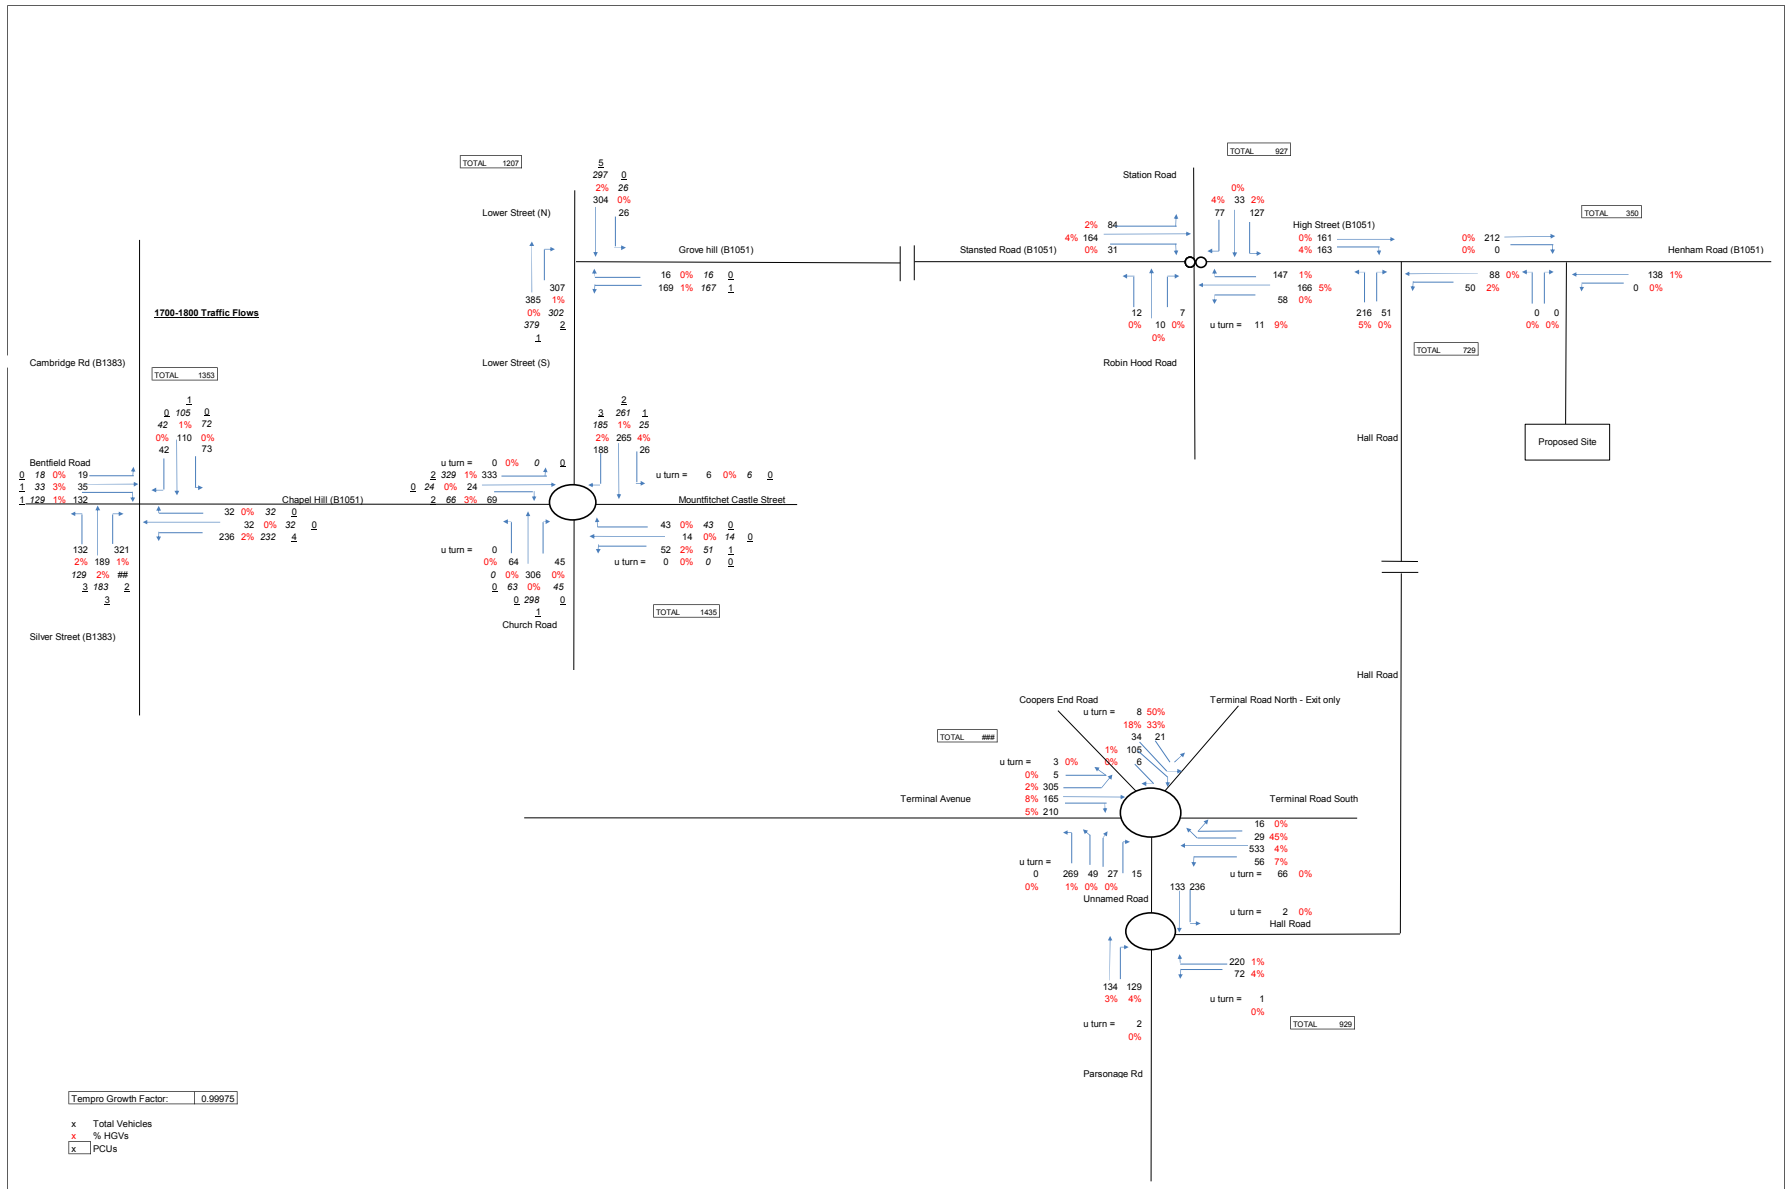 TOTAL 927
TOTAL 1207
5
297 0
2% 26
304 0%
26
Station Road
0%
4% 33 2%
77 127
Lower Street (N)
TOTAL 350
2% 84
4% 164
0% 31
High Street (B1051)
0% 161
4% 163
0% 212
0% 0
Grove hill (B1051)
Stansted Road (B1051)
Henham Road (B1051)
16 0% 16 0
169 1% 167 1
147 1%
166 5%
58 0%
88 0%
50 2%
138 1%
0 0%
307
385 1%
0% 302
379 2
1
12 7
0% 10 0%
0%
u turn = 11 9%
216 51
5% 0%
0 0
0% 0%
1700-1800 Traffic Flows
TOTAL 729
Cambridge Rd (B1383)
Lower Street (S)
Robin Hood Road
TOTAL 1353
1
0 105 0
42 1% 72
0% 110 0%
42 73
2
3 261 1
185 1% 25
2% 265 4%
188 26
Hall Road
Proposed Site
Bentfield Road
0 18 0% 19
1 33 3% 35
1 129 1% 132
u turn = 0 0% 0 0
2 329 1% 333
0 24 0% 24
2 66 3% 69
u turn = 6 0% 6 0
Chapel Hill (B1051)
Mountfitchet Castle Street
32 0% 32 0
32 0% 32 0
236 2% 232 4
43 0% 43 0
14 0% 14 0
52 2% 51 1
u turn = 0 0% 0 0
132 321
2% 189 1%
129 2% ##
3 183 2
3
u turn = 0
0% 64 45
0 0% 306 0%
0 63 0% 45
0 298 0
1
TOTAL 1435
Church Road
Silver Street (B1383)
Hall Road
Coopers End Road
Terminal Road North - Exit only
u turn = 8 50%
18% 33%
34 21
1% 105
0% 6
TOTAL ###
u turn = 3 0%
0% 5
2% 305
8% 165
5% 210
Terminal Avenue
Terminal Road South
16 0%
29 45%
533 4%
56 7%
u turn = 66 0%
u turn =
0 269 49 27 15
0% 1% 0% 0%
133 236
Unnamed Road
u turn = 2 0%
Hall Road
220 1%
72 4%
134 129
3% 4%
u turn = 1
0%
u turn = 2
0%
TOTAL 929
Parsonage Rd
Tempro Growth Factor: 0.99975
x Total Vehicles
x % HGVs
x PCUs